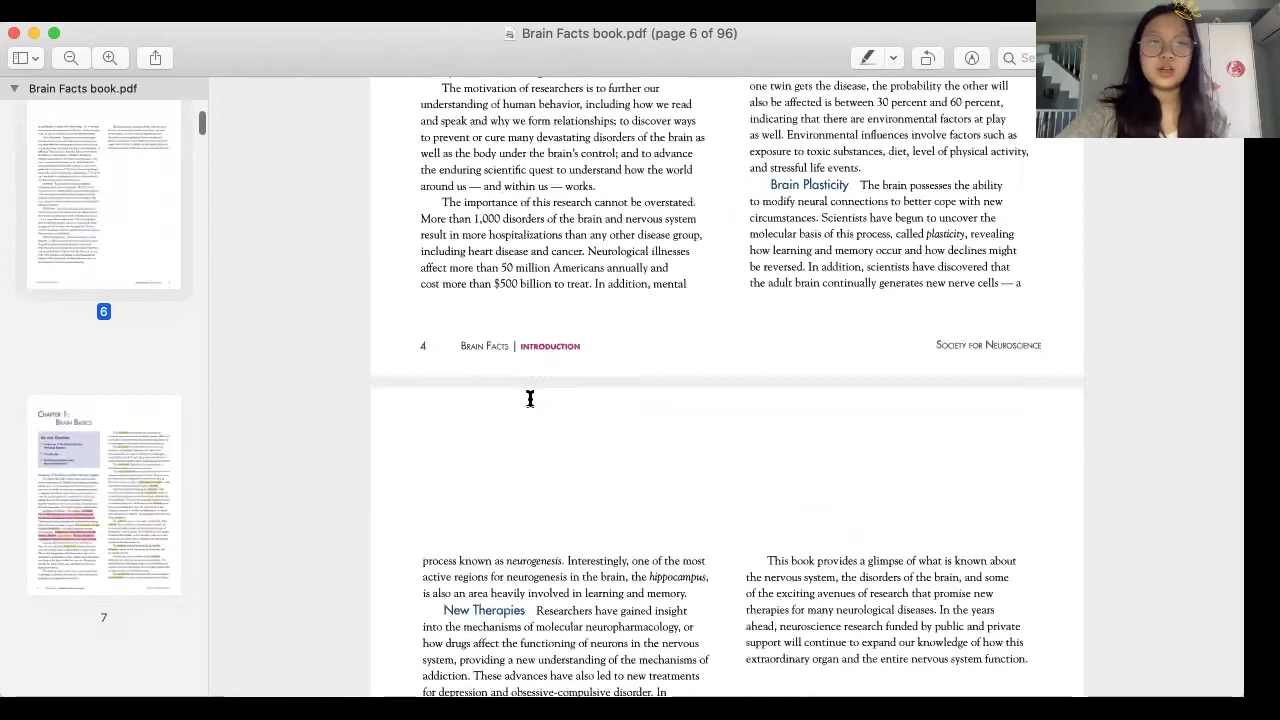 Brain Facts book.pdf (page 6 of 96)
Se
Brain Facts book.pdf
6
CHAPTER 1:
BRAIN BASICS
7
The motivation of researchers is to further our
understanding of human behavior, including how we read
and speak and why we form relationships; to discover ways
to prevent or cure many devastating disorders of the brain as
well as the body under the brain's control; and to advance
the enduring scientific quest to understand how the world
around us — and within us — works.
The importance of this research cannot be overstated.
More than 1,000 disorders of the brain and nervous system
result in more hospitalizations than any other disease group,
including heart disease and cancer. Neurological illnesses
affect more than 50 million Americans annually and
cost more than $500 billion to treat. In addition, mental
one twin gets the disease, the probability the other will
also be affected is between 30 percent and 60 percent,
indicating that there are environmental factors at play
as well. Environmental influences involve factors such as
exposure to toxic substances, diet, level of physical activity,
and stressful life events.
Brain Plasticity The brain possesses the ability
to modify neural connections to better cope with new
circumstances. Scientists have begun to uncover the
molecular basis of this process, called plasticity, revealing
how learning and memory occur and how declines might
be reversed. In addition, scientists have discovered that
the adult brain continually generates new nerve cells — a
4 BRAIN FACTS | INTRODUCTION
SOCIETY FOR NEUROSCIENCE
process known as neurogenesis. Interestingly, one of the most
active regions for neurogenesis in the brain, the hippocampus,
is also an area heavily involved in learning and memory.
New Therapies Researchers have gained insight
into the mechanisms of molecular neuropharmacology, or
how drugs affect the functioning of neurons in the nervous
system, providing a new understanding of the mechanisms of
addiction. These advances have also led to new treatments
for depression and obsessive-compulsive disorder. In
This book provides a glimpse of what is known about
the nervous system, the disorders of the brain, and some
of the exciting avenues of research that promise new
therapies for many neurological diseases. In the years
ahead, neuroscience research funded by public and private
support will continue to expand our knowledge of how this
extraordinary organ and the entire nervous system function.